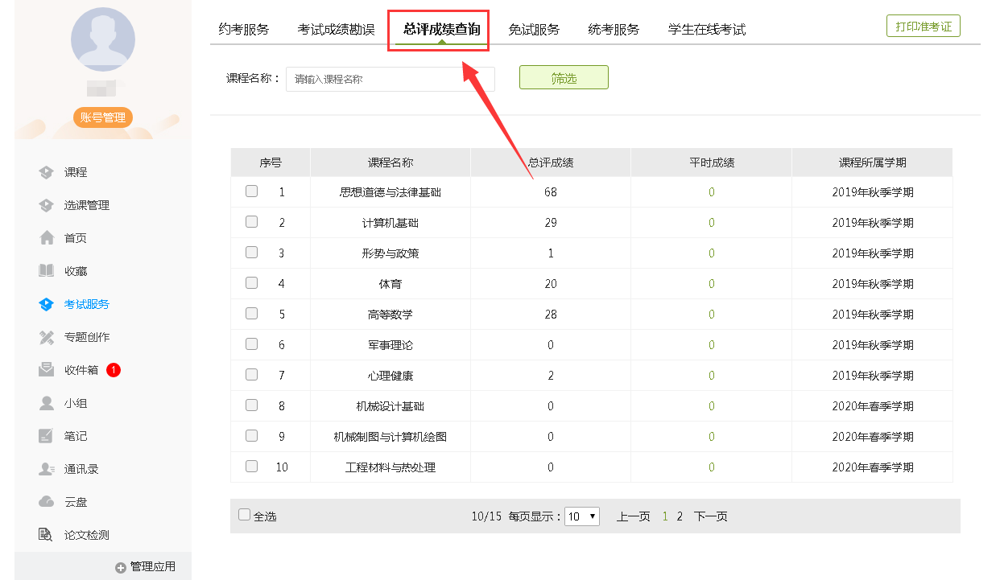 账号管理
课程
选课管理
首页
收藏
考试服务
专题创作
收件箱 1
小组
笔记
通讯录
云盘
论文检测
管理应用
约考服务 考试成绩勘误 总评成绩查询 免试服务 统考服务 学生在线考试 打印准考证
课程名称： 请输入课程名称 筛选
序号 课程名称 总评成绩 平时成绩 课程所属学期
1 思想道德与法律基础 68 0 2019年秋季学期
2 计算机基础 29 0 2019年秋季学期
3 形势与政策 1 0 2019年秋季学期
4 体育 20 0 2019年秋季学期
5 高等数学 28 0 2019年秋季学期
6 军事理论 0 0 2019年秋季学期
7 心理健康 2 0 2019年秋季学期
8 机械设计基础 0 0 2020年春季学期
9 机械制图与计算机绘图 0 0 2020年春季学期
10 工程材料与热处理 0 0 2020年春季学期
全选 10/15 每页显示： 10 上一页 1 2 下一页